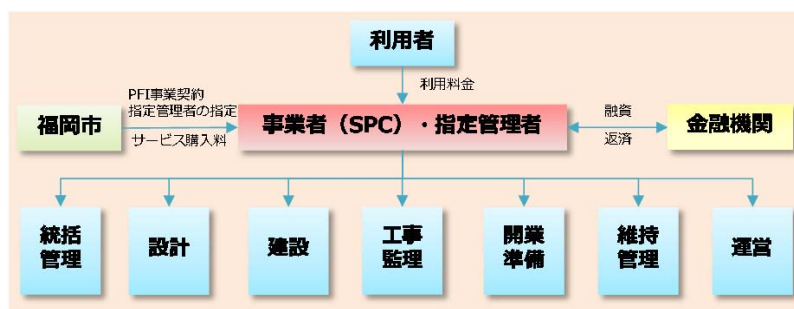 利用者
利用料金
PFI事業契約
指定管理者の指定
サービス購入料
福岡市
事業者（SPC）・指定管理者
融資
返済
金融機関
統括
管理
設計
建設
工事
監理
開業
準備
維持
管理
運営